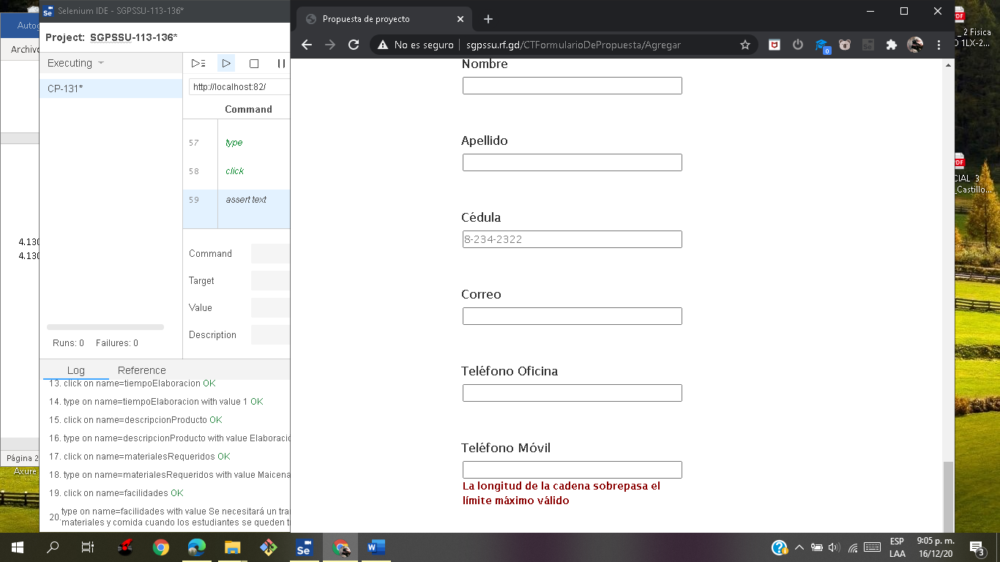 Selenium IDE - SGPSSU-113-136*
Project: SGPSSU-113-136*
Executing
CP-131*
http://localhost:82/
Command
57 type
58 click
59 assert text
Command
Target
Value
Description
Runs: 0 Failures: 0
Log Reference
13. click on name=tiempoElaboracion OK
14. type on name=tiempoElaboracion with value 1 OK
15. click on name=descripcionProducto OK
16. type on name=descripcionProducto with value Elaboració
17. click on name=materialesRequeridos OK
18. type on name=materialesRequeridos with value Maicena
19. click on name=facilidades OK
20. type on name=facilidades with value Se necesitará un tra
materiales y comida cuando los estudiantes se queden t
Autog
Archivo
4.130
4.130
Página 2
Axure
Propuesta de proyecto
No es seguro | sgpssu.rf.gd/CTFormularioDePropuesta/Agregar
0
Nombre
Apellido
Cédula
8-234-2322
Correo
Teléfono Oficina
Teléfono Móvil
La longitud de la cadena sobrepasa el
límite máximo válido
PDF
_ 2 Fisica
O 1LX-2...
PDF
CIAL 3
_Castillo...
Se
W
ESP
LAA
9:05 p. m.
16/12/20
3